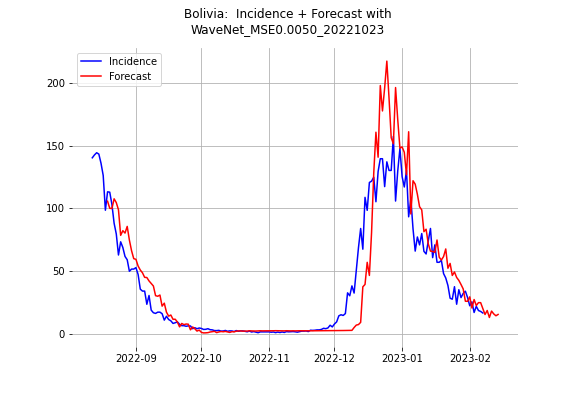 Bolivia:  Incidence + Forecast with
WaveNet_MSE0.0050_20221023
Incidence
Forecast
200
150
100
50
0
2022-09 2022-10 2022-11 2022-12 2023-01 2023-02